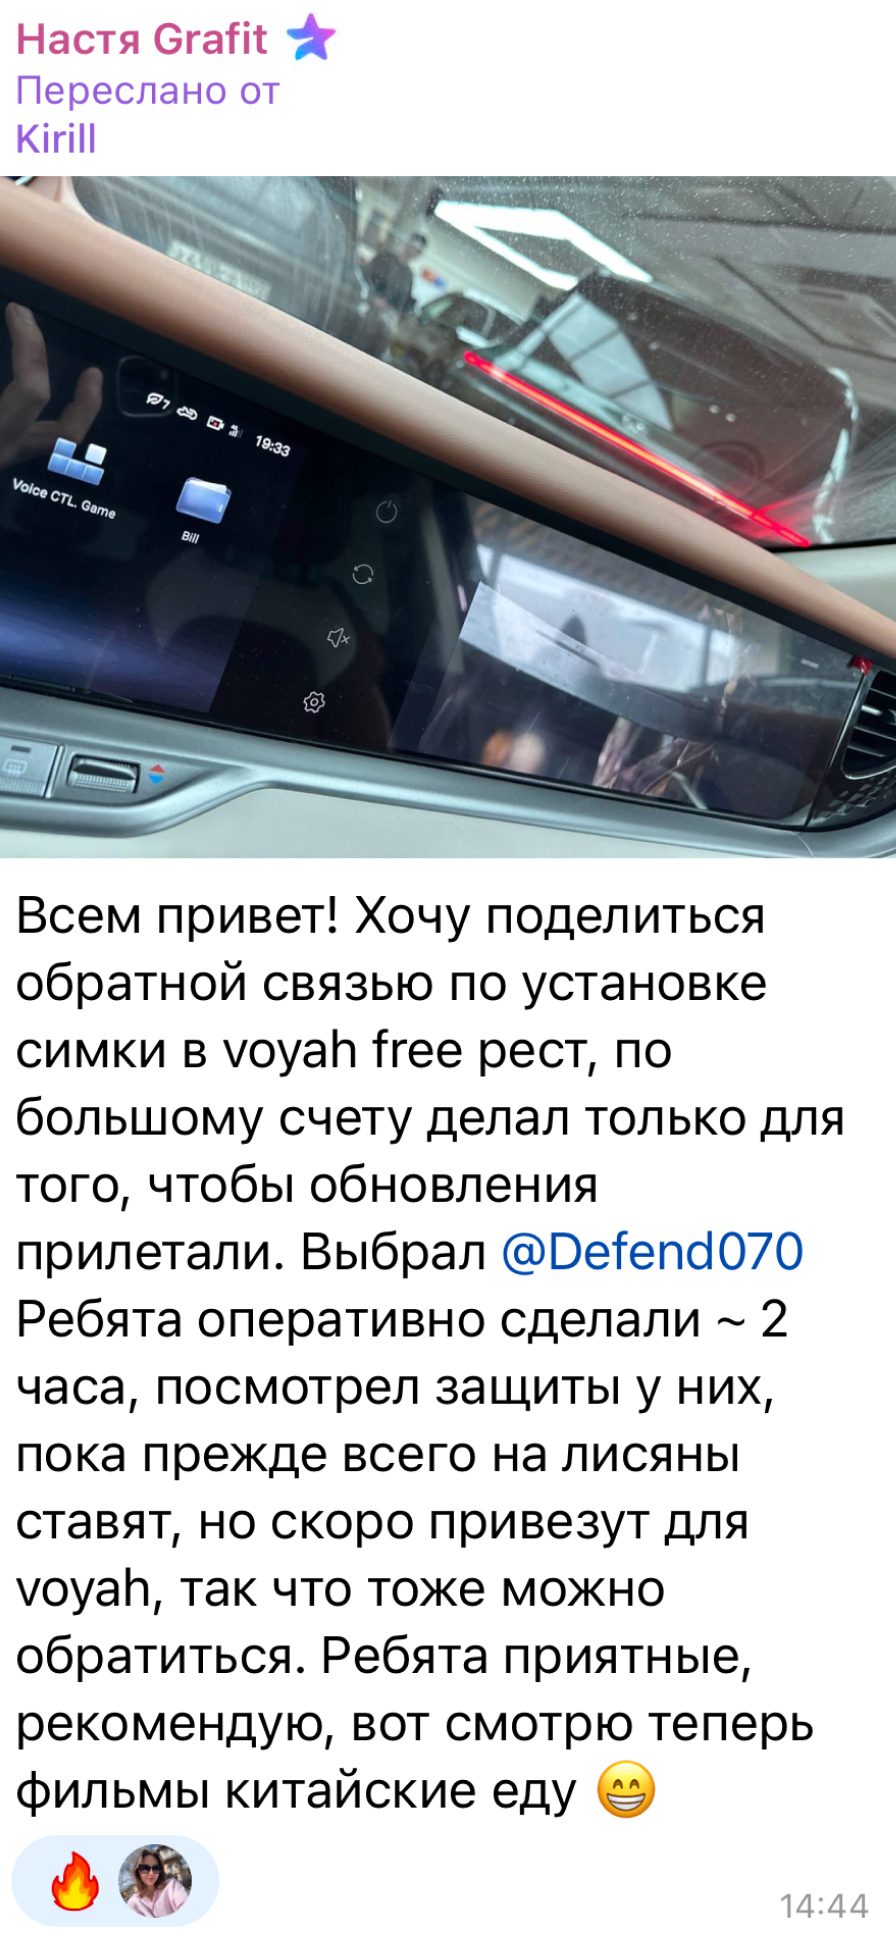 Настя Grafit
Переслано от
Kirill
19:33
Voice CTL. Game
Bill
Всем привет! Хочу поделиться
обратной связью по установке
симки в voyah free рест, по
большому счету делал только для
того, чтобы обновления
прилетали. Выбрал @Defend070
Ребята оперативно сделали ~ 2
часа, посмотрел защиты у них,
пока прежде всего на лисяны
ставят, но скоро привезут для
voyah, так что тоже можно
обратиться. Ребята приятные,
рекомендую, вот смотрю теперь
фильмы китайские еду 😁
14:44